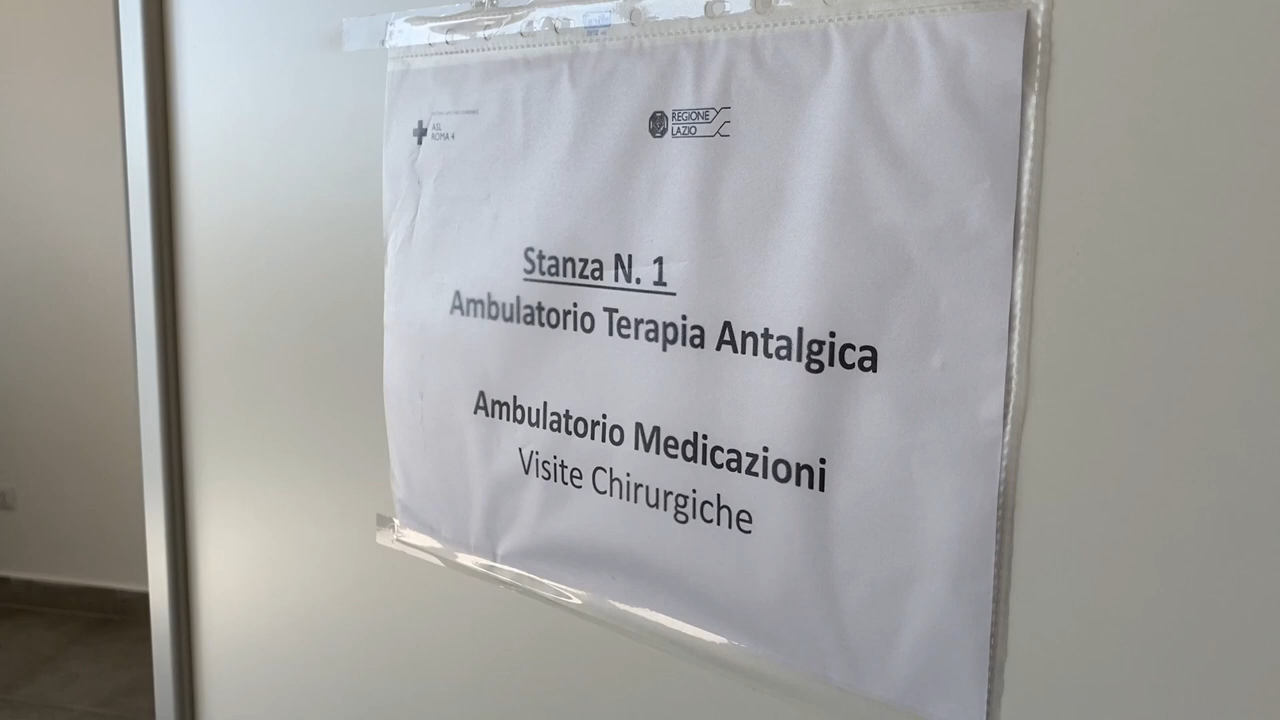 ASL
ROMA 4
REGIONE
LAZIO
Stanza N. 1
Ambulatorio Terapia Antalgica
Ambulatorio Medicazioni
Visite Chirurgiche